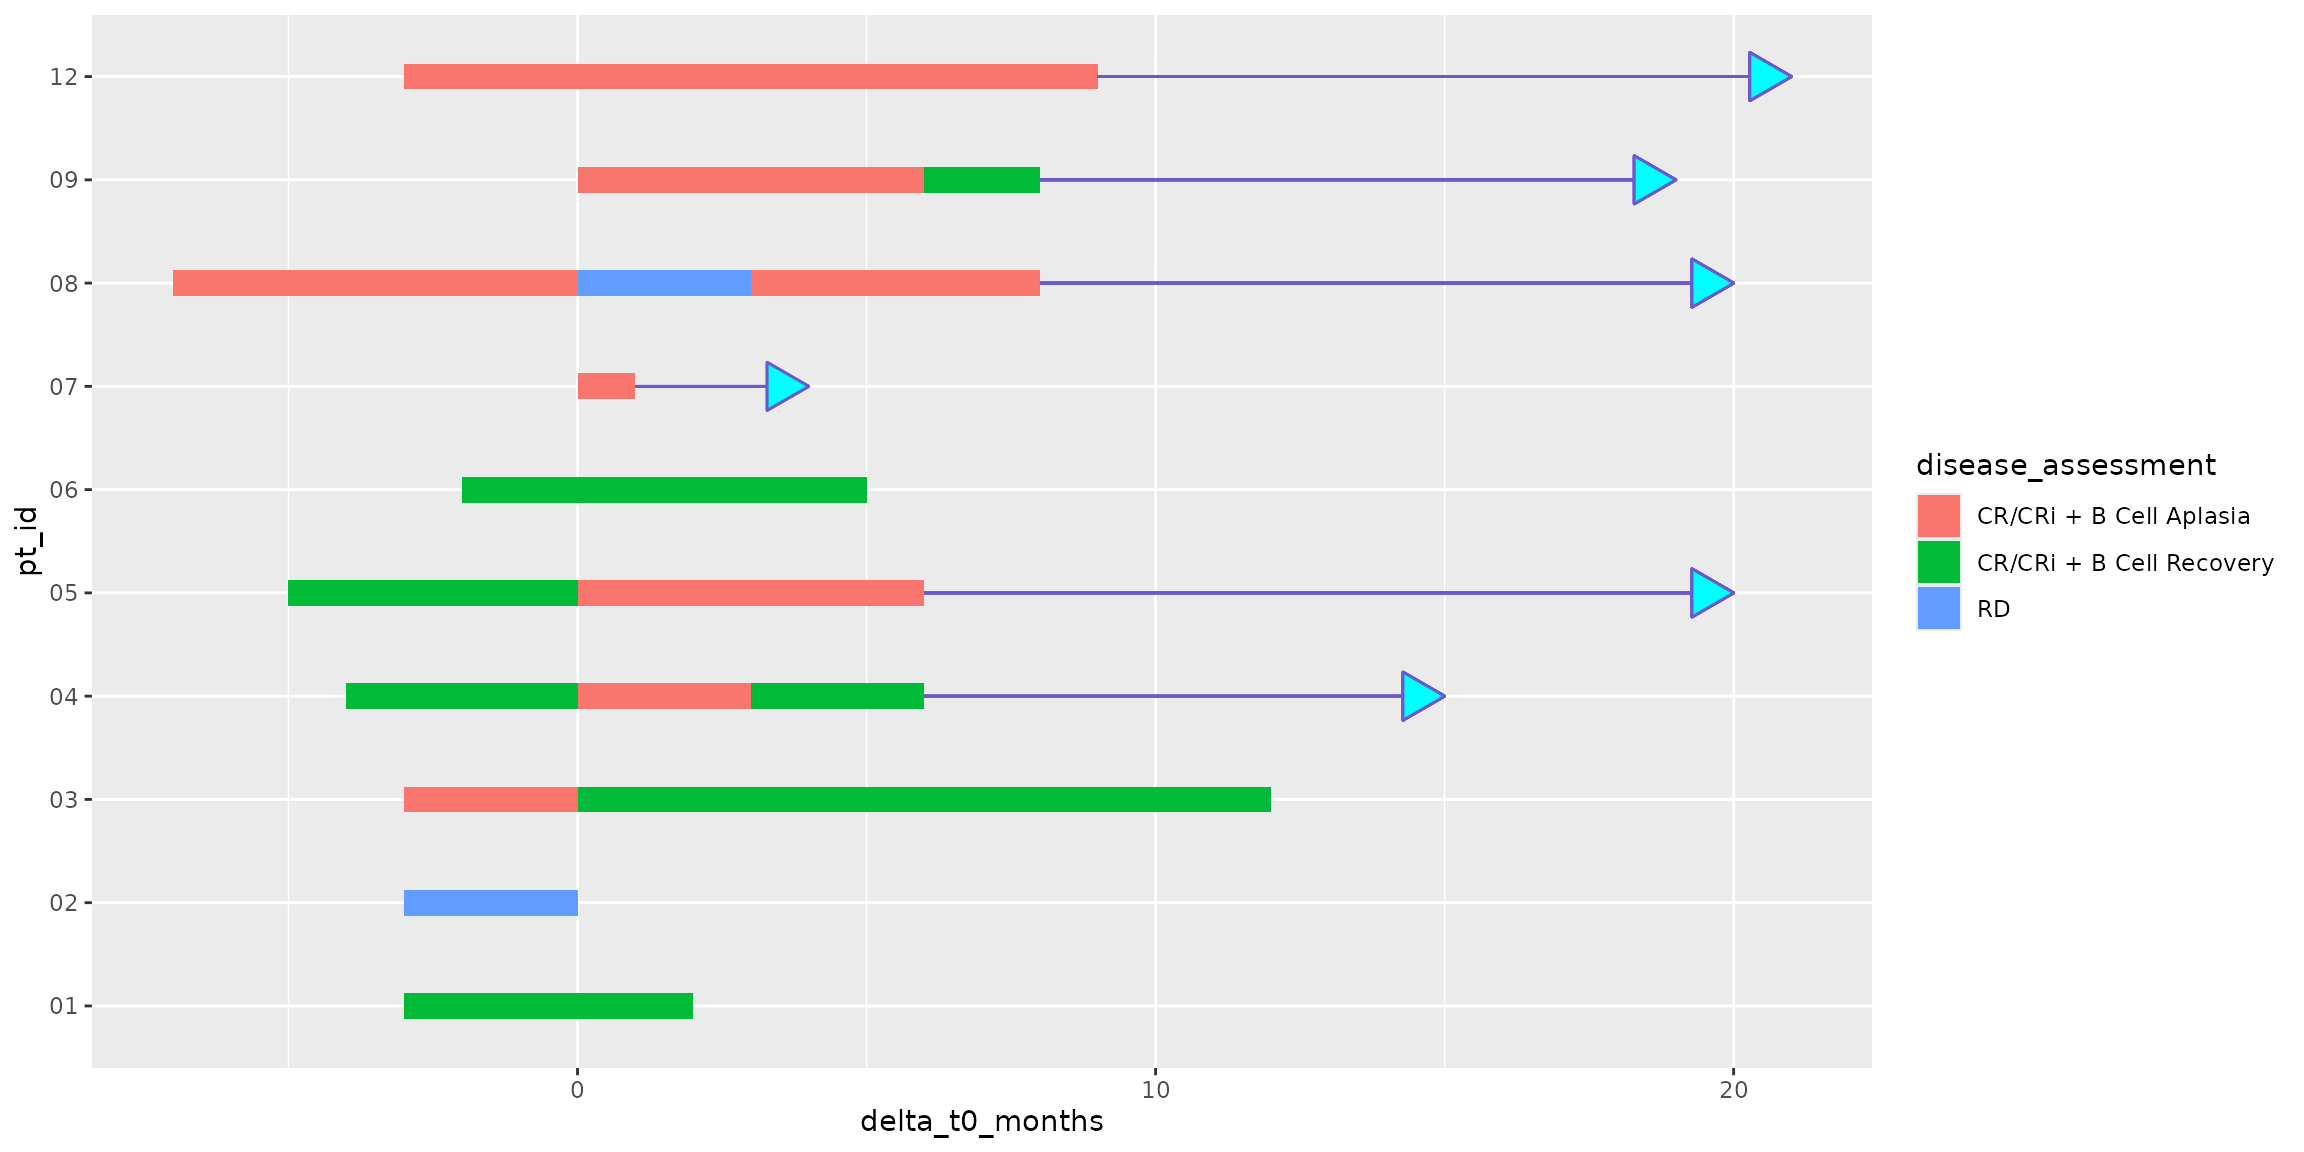 12
09
08
07
06
05
04
03
02
01
pt_id
0 10 20
delta_t0_months
disease_assessment
CR/CRi + B Cell Aplasia
CR/CRi + B Cell Recovery
RD